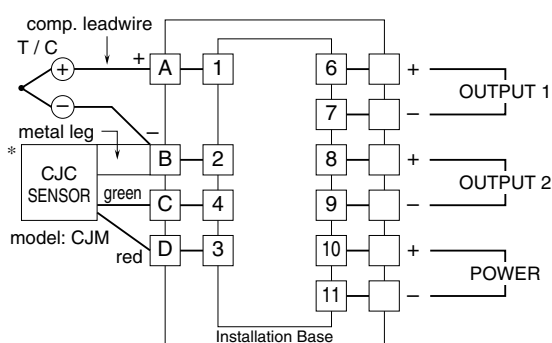 comp. leadwire
T / C
+
–
+
A
1
6
+
OUTPUT 1
7
–
–
metal leg
*
B
2
8
+
OUTPUT 2
CJC
SENSOR
green
C
4
9
–
model: CJM
red
D
3
10
+
POWER
11
–
Installation Base